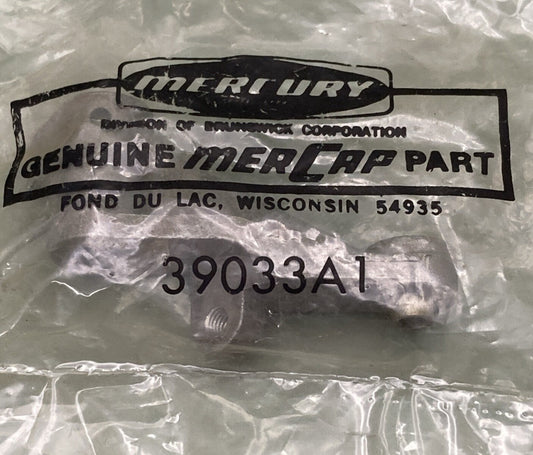 MERCURY
DIVISION OF BRUNSWICK CORPORATION
GENUINE MERCAP PART
FOND DU LAC, WISCONSIN 54935
39033A1